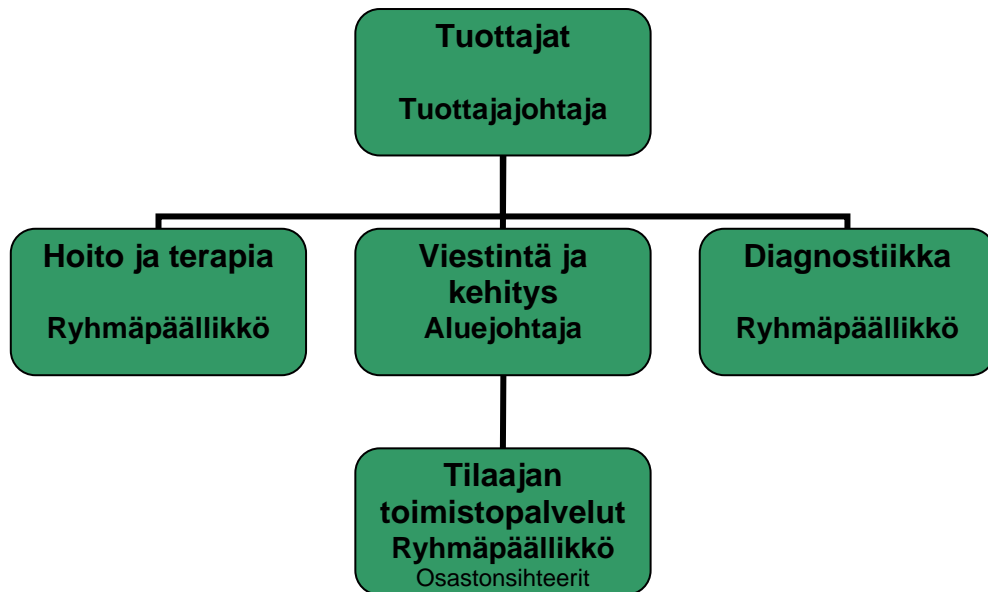 Tuottajat
Tuottajajohtaja
Hoito ja terapia
Ryhmäpäällikkö
Viestintä ja
kehitys
Aluejohtaja
Diagnostiikka
Ryhmäpäällikkö
Tilaajan
toimistopalvelut
Ryhmäpäällikkö
Osastonsihteerit